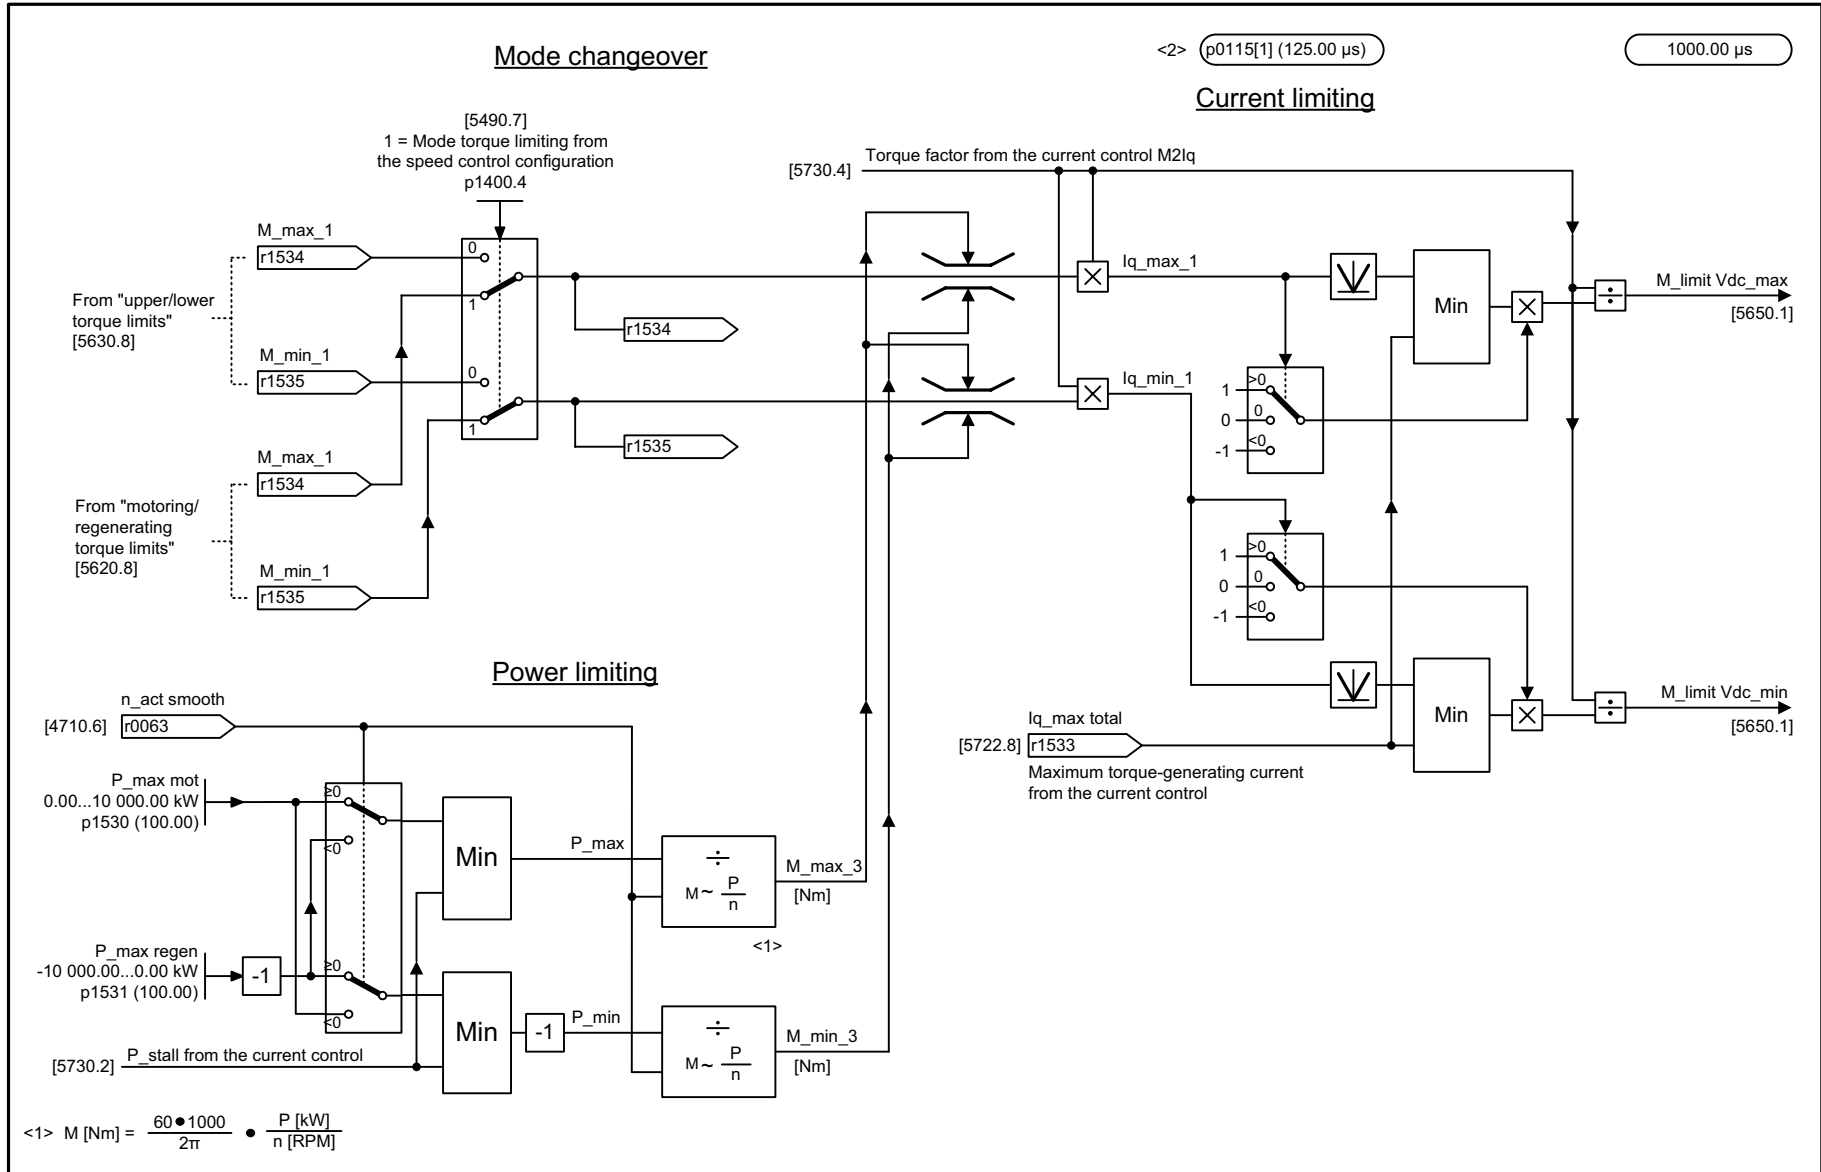 Mode changeover
<2> p0115[1] (125.00 µs)
1000.00 µs
Current limiting
[5490.7]
1 = Mode torque limiting from
the speed control configuration
p1400.4
Torque factor from the current control M2Iq
[5730.4]
M_max_1
r1534
0
1
From "upper/lower
torque limits"
[5630.8]
M_min_1
r1535
0
1
r1534
r1535
M_max_1
r1534
From "motoring/
regenerating
torque limits"
[5620.8]
M_min_1
r1535
Iq_max_1
Min
M_limit Vdc_max
[5650.1]
Iq_min_1
1 >0
0 0
-1 <0
1 >0
0 0
-1 <0
Min
M_limit Vdc_min
[5650.1]
Iq_max total
[5722.8] r1533
Maximum torque-generating current
from the current control
Power limiting
n_act smooth
[4710.6] r0063
P_max mot
0.00...10 000.00 kW
p1530 (100.00)
≥0
<0
Min
P_max
÷
M ~ P
n
M_max_3
[Nm]
<1>
P_max regen
-10 000.00...0.00 kW
p1531 (100.00)
-1
≥0
<0
Min
-1
P_min
÷
M ~ P
n
M_min_3
[Nm]
[5730.2] P_stall from the current control
<1> M [Nm] = 60●1000 ● P [kW]
2π n [RPM]